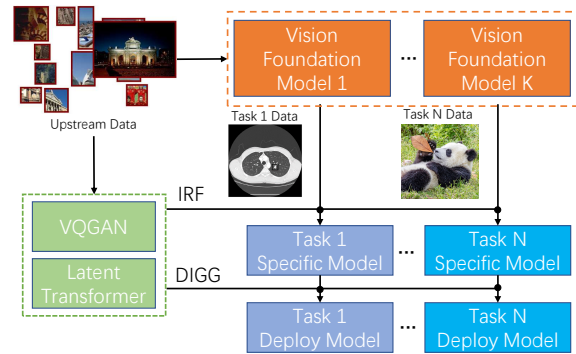 Vision
Foundation
Model 1
...
Vision
Foundation
Model K
Upstream Data
Task 1 Data
Task N Data
IRF
VQGAN
Latent
Transformer
DIGG
Task 1
Specific Model
...
Task N
Specific Model
Task 1
Deploy Model
...
Task N
Deploy Model